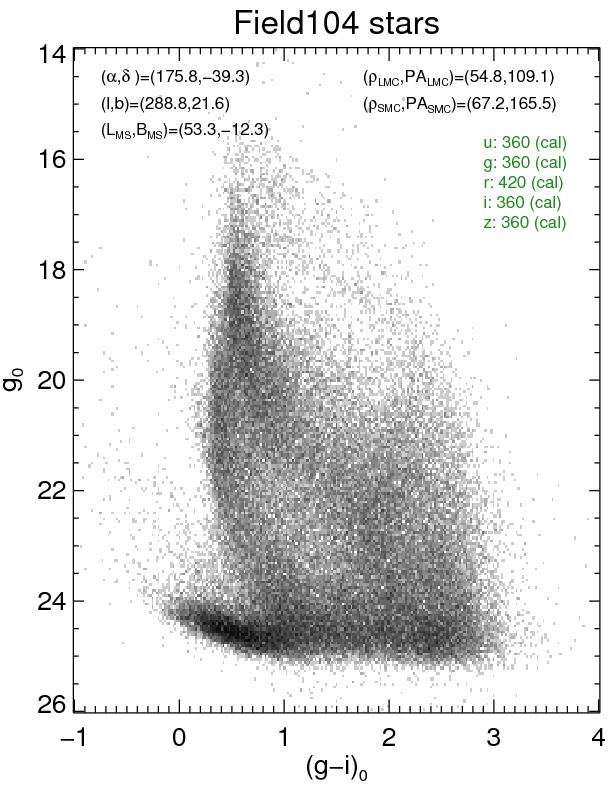 Field104 stars
(α,δ)=(175.8,−39.3)
(ρLMC,PALMC)=(54.8,109.1)
(l,b)=(288.8,21.6)
(ρSMC,PASMC)=(67.2,165.5)
(LMS,BMS)=(53.3,−12.3)
u: 360 (cal)
g: 360 (cal)
r: 420 (cal)
i: 360 (cal)
z: 360 (cal)
14
16
18
20
22
24
26
g0
−1 0 1 2 3 4
(g−i)0